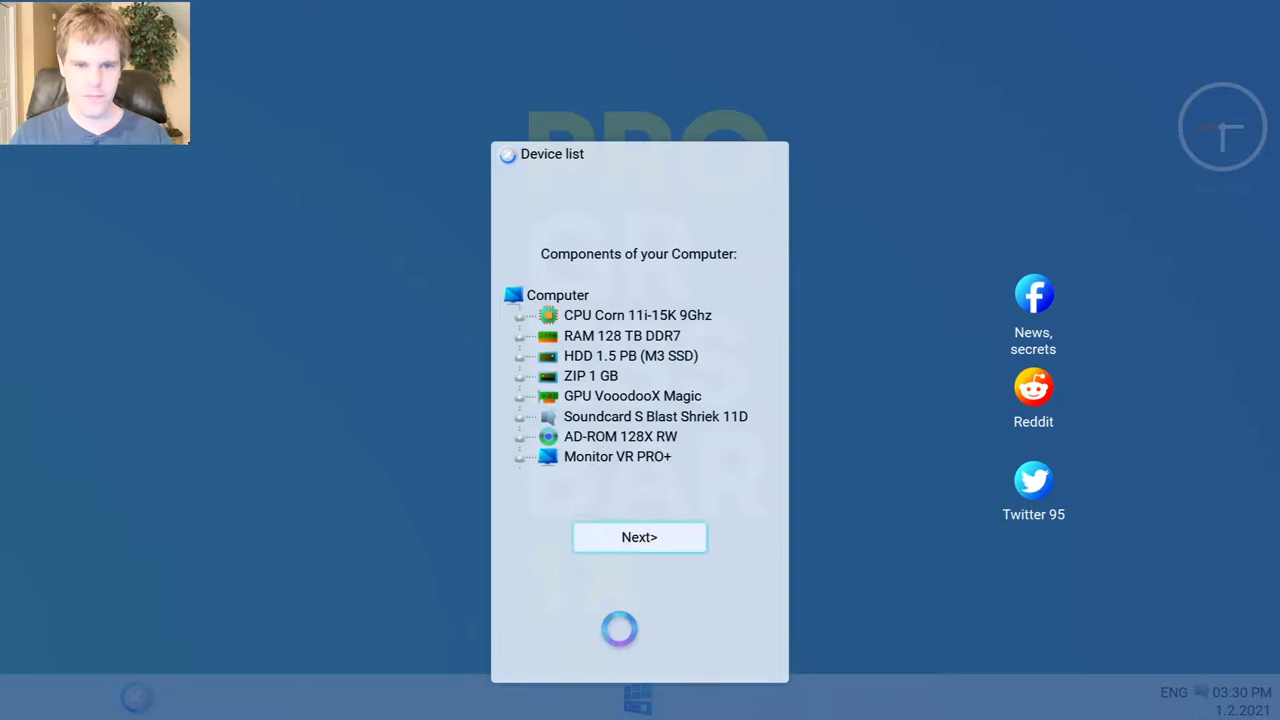 PRO
Device list
Components of your Computer:
Computer
CPU Corn 11i-15K 9Ghz
RAM 128 TB DDR7
HDD 1.5 PB (M3 SSD)
ZIP 1 GB
GPU VooodooX Magic
Soundcard S Blast Shriek 11D
AD-ROM 128X RW
Monitor VR PRO+
Next>
News,
secrets
Reddit
Twitter 95
ENG 03:30 PM
1.2.2021